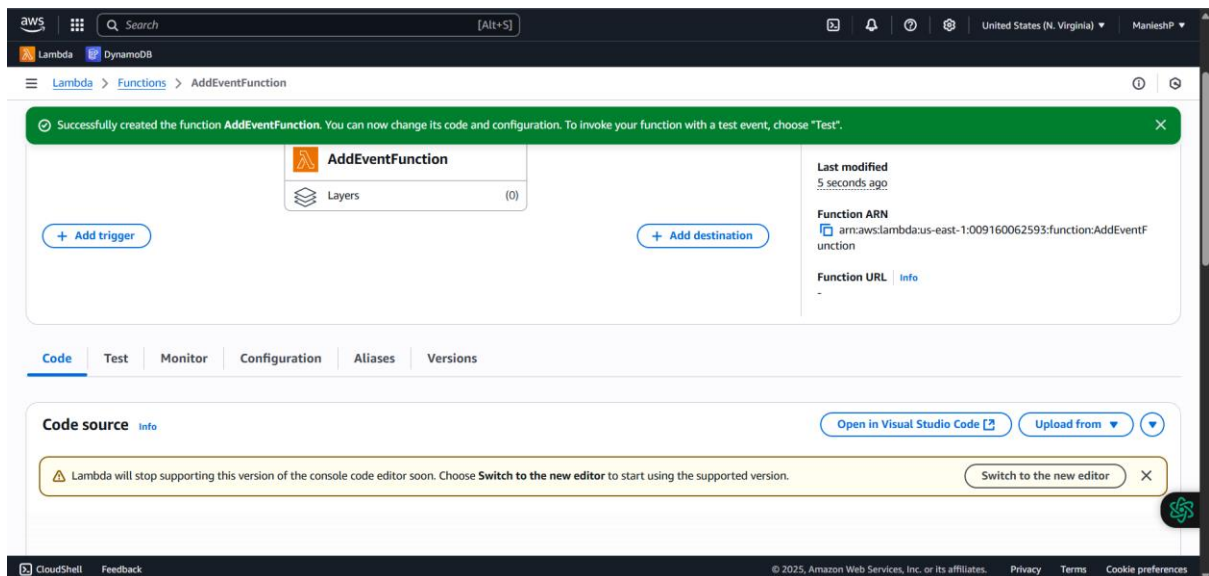 aws
Search [Alt+S]
United States (N. Virginia) ManieshP
Lambda DynamoDB
Lambda > Functions > AddEventFunction
Successfully created the function AddEventFunction. You can now change its code and configuration. To invoke your function with a test event, choose "Test".
AddEventFunction
Layers (0)
+ Add trigger
+ Add destination
Last modified
5 seconds ago
Function ARN
arn:aws:lambda:us-east-1:009160062593:function:AddEventF
unction
Function URL Info
-
Code Test Monitor Configuration Aliases Versions
Code source Info
Open in Visual Studio Code Upload from
Lambda will stop supporting this version of the console code editor soon. Choose Switch to the new editor to start using the supported version.
Switch to the new editor
CloudShell Feedback © 2025, Amazon Web Services, Inc. or its affiliates. Privacy Terms Cookie preferences